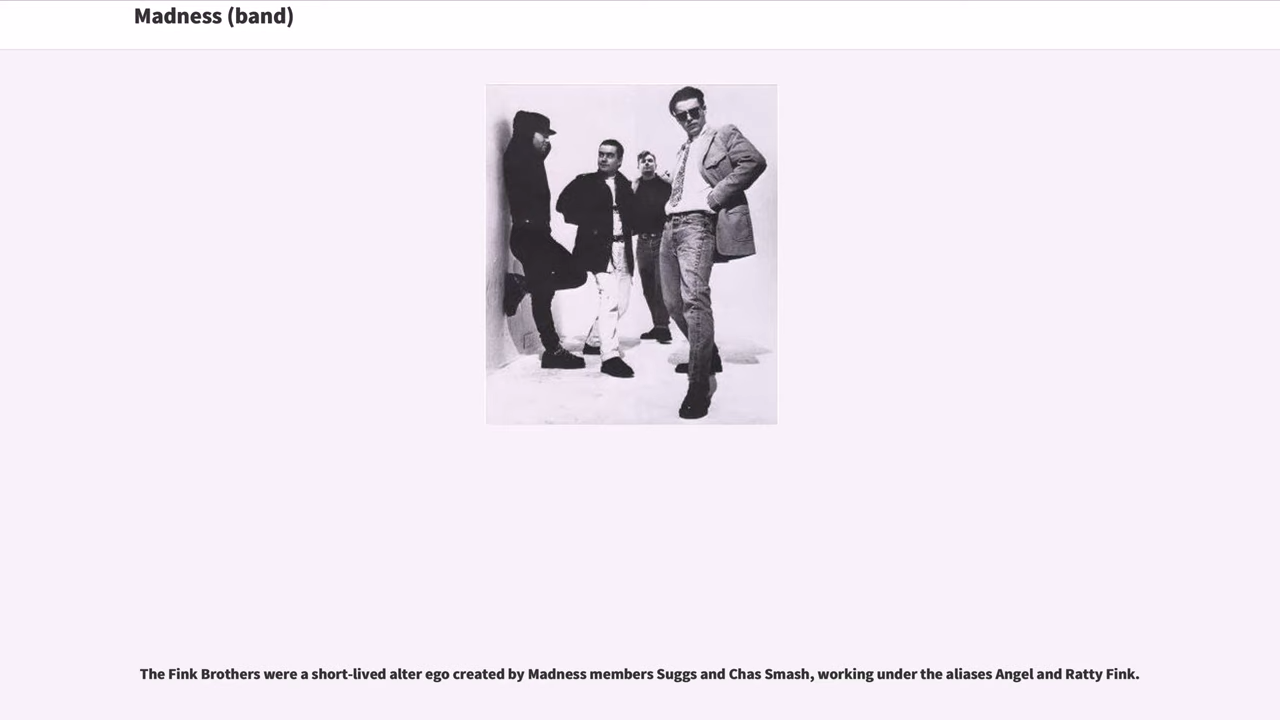 Madness (band)
The Fink Brothers were a short-lived alter ego created by Madness members Suggs and Chas Smash, working under the aliases Angel and Ratty Fink.